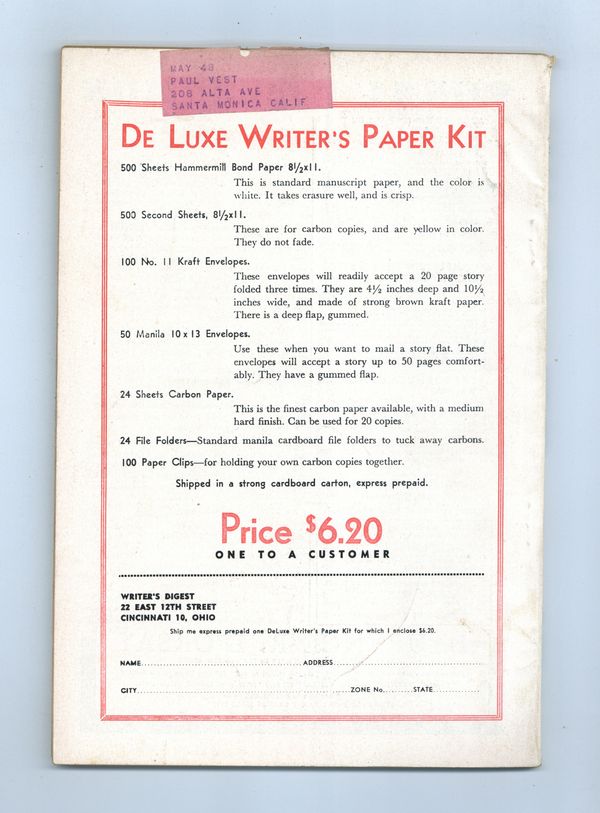 MAY 48
PAUL VEST
208 ALTA AVE
SANTA MONICA CALIF
DE LUXE WRITER'S PAPER KIT
500 Sheets Hammermill Bond Paper 8½x11.
This is standard manuscript paper, and the color is
white. It takes erasure well, and is crisp.
500 Second Sheets, 8½x11.
These are for carbon copies, and are yellow in color.
They do not fade.
100 No. 11 Kraft Envelopes.
These envelopes will readily accept a 20 page story
folded three times. They are 4½ inches deep and 10½
inches wide, and made of strong brown kraft paper.
There is a deep flap, gummed.
50 Manila 10 x 13 Envelopes.
Use these when you want to mail a story flat. These
envelopes will accept a story up to 50 pages comfort-
ably. They have a gummed flap.
24 Sheets Carbon Paper.
This is the finest carbon paper available, with a medium
hard finish. Can be used for 20 copies.
24 File Folders—Standard manila cardboard file folders to tuck away carbons.
100 Paper Clips—for holding your own carbon copies together.
Shipped in a strong cardboard carton, express prepaid.
Price $6.20
ONE TO A CUSTOMER
WRITER'S DIGEST
22 EAST 12TH STREET
CINCINNATI 10, OHIO
Ship me express prepaid one DeLuxe Writer's Paper Kit for which I enclose $6.20.
NAME ADDRESS
CITY ZONE No. STATE